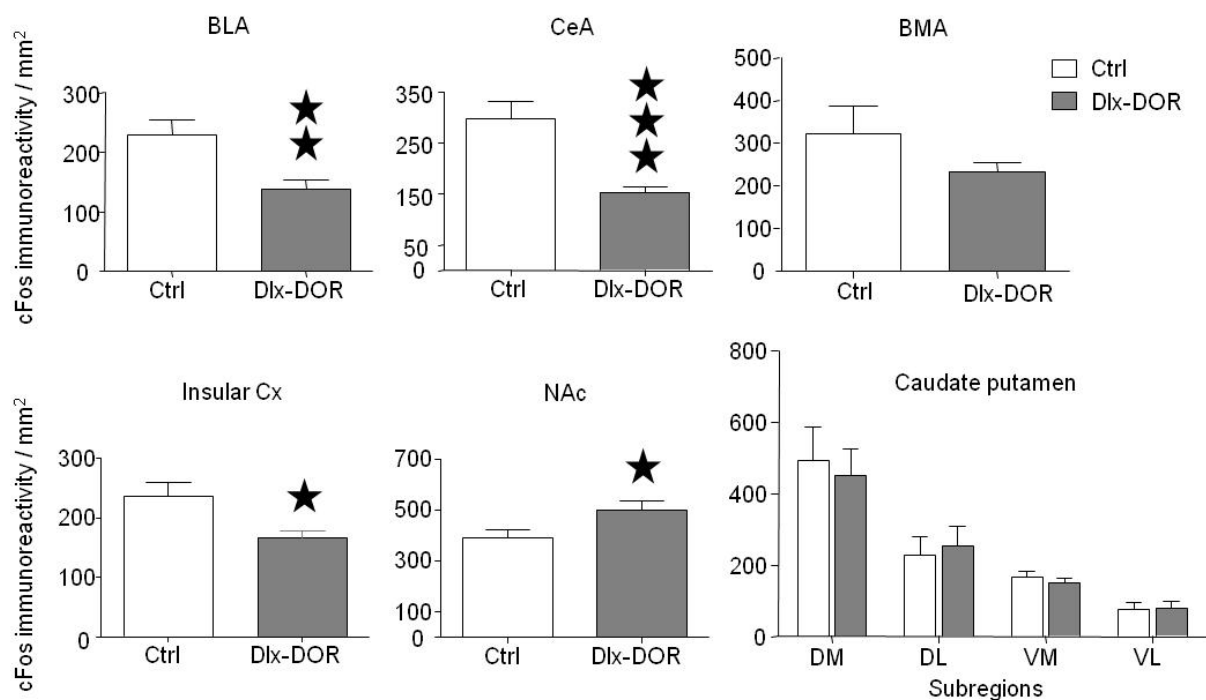 BLA
CeA
BMA
cFos immunoreactivity / mm²
300
200
100
0
Ctrl
Dlx-DOR
350
250
150
50
0
Ctrl
Dlx-DOR
500
400
300
200
100
0
Ctrl
Dlx-DOR
Ctrl
Dlx-DOR
Insular Cx
NAc
Caudate putamen
cFos immunoreactivity / mm²
300
200
100
0
Ctrl
Dlx-DOR
700
500
300
100
0
Ctrl
Dlx-DOR
800
600
400
200
0
DM
DL
VM
VL
Subregions